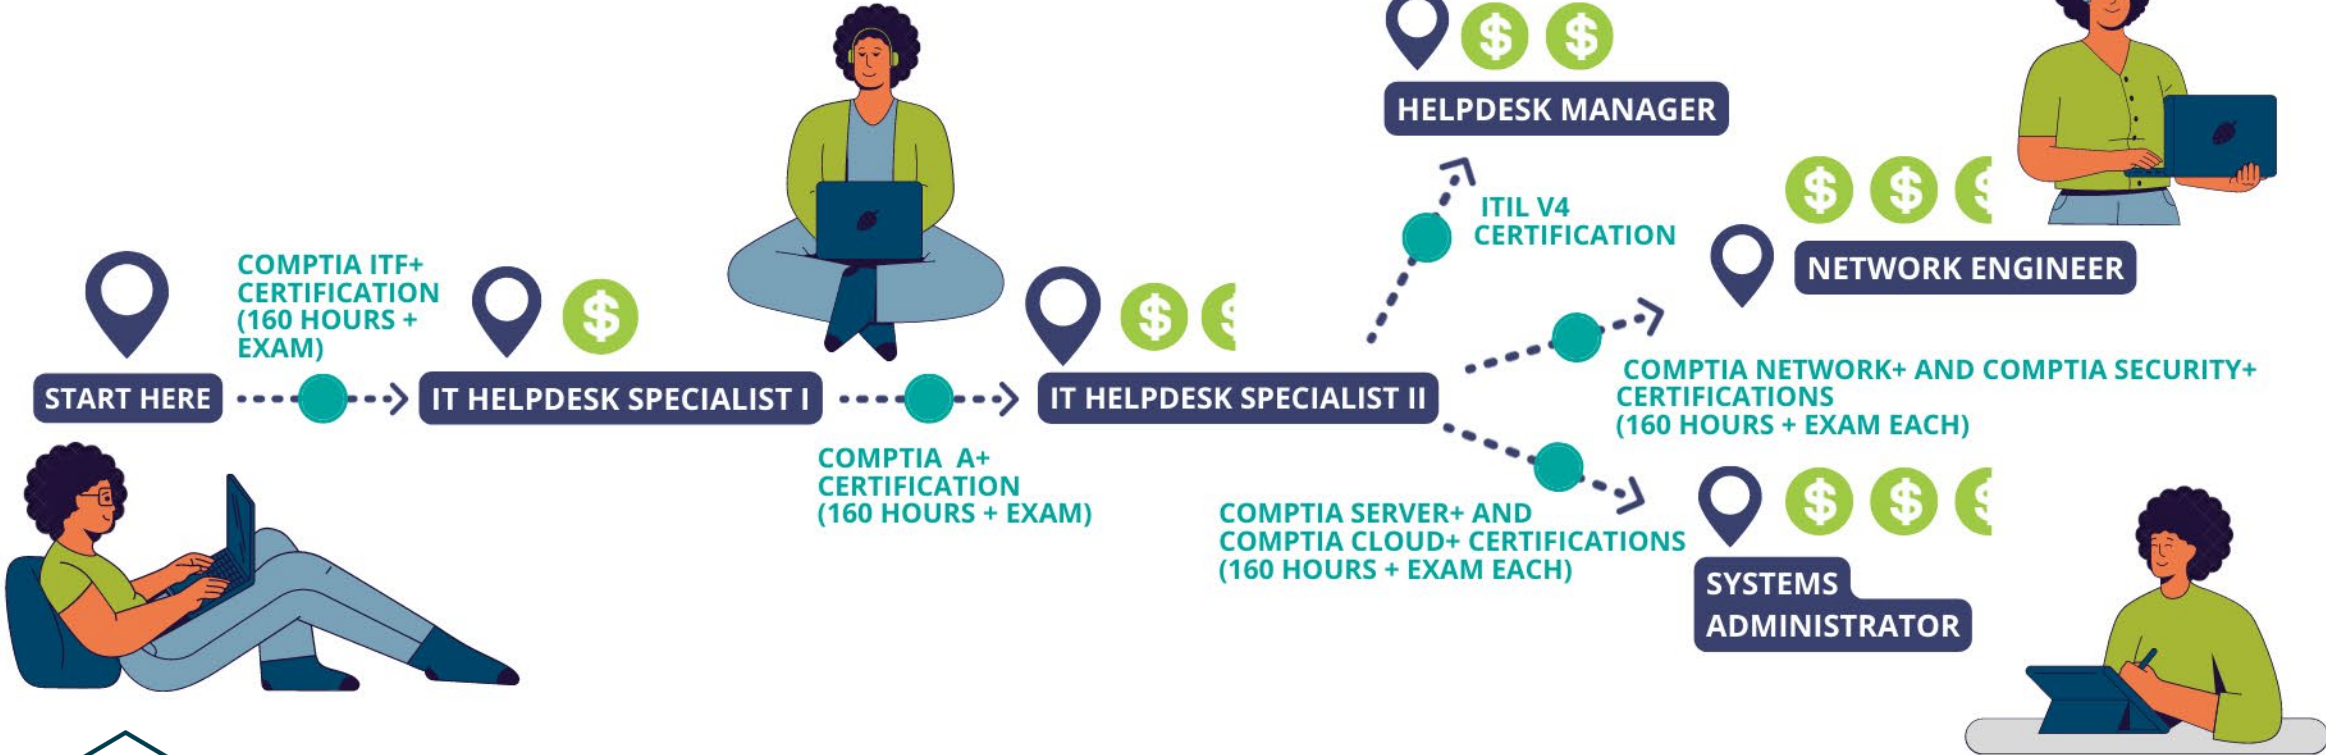 HELPDESK MANAGER
ITIL V4
CERTIFICATION
NETWORK ENGINEER
COMPTIA ITF+
CERTIFICATION
(160 HOURS +
EXAM)
START HERE
IT HELPDESK SPECIALIST I
IT HELPDESK SPECIALIST II
COMPTIA NETWORK+ AND COMPTIA SECURITY+
CERTIFICATIONS
(160 HOURS + EXAM EACH)
COMPTIA A+
CERTIFICATION
(160 HOURS + EXAM)
COMPTIA SERVER+ AND
COMPTIA CLOUD+ CERTIFICATIONS
(160 HOURS + EXAM EACH)
SYSTEMS
ADMINISTRATOR